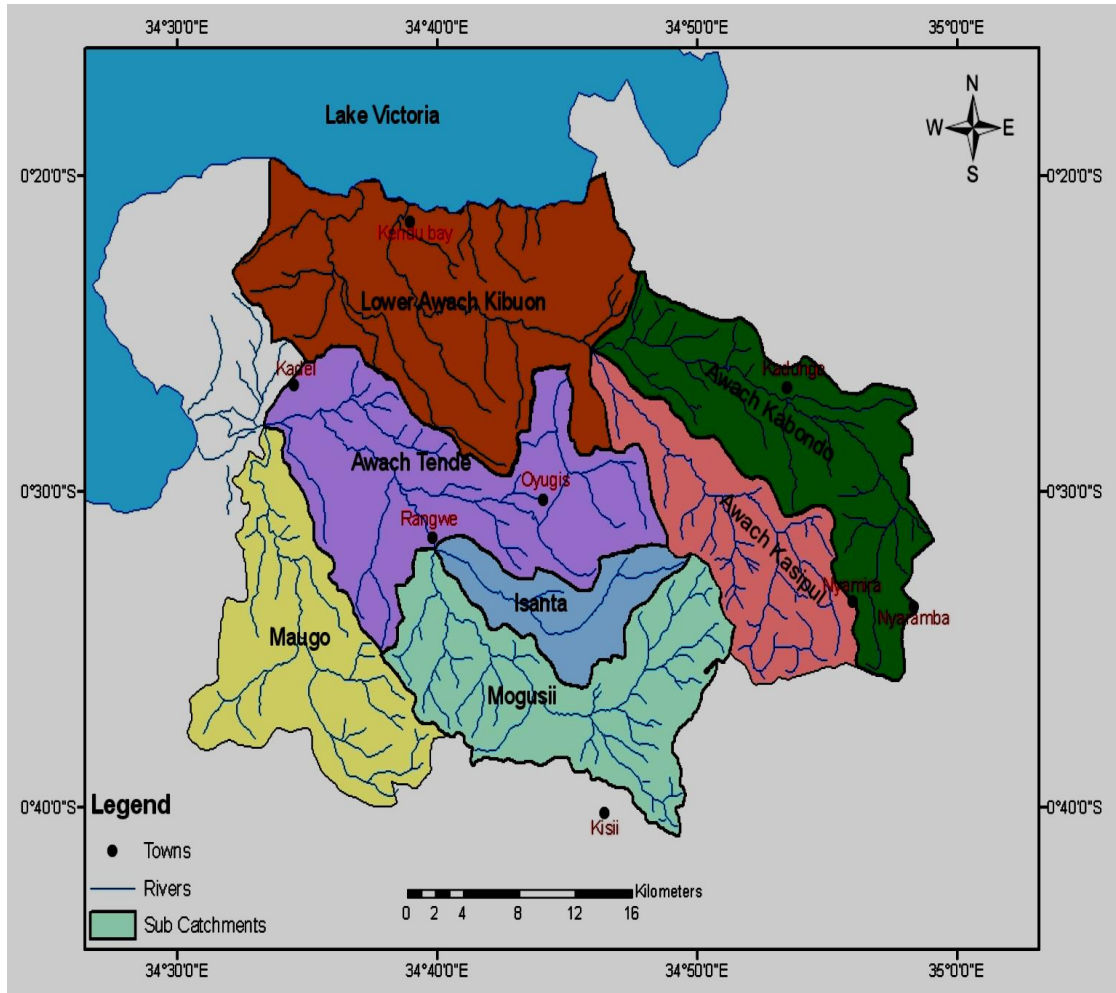 34°30'0"E 34°40'0"E 34°50'0"E 35°0'0"E
Lake Victoria
N
W E
S
0°20'0"S 0°20'0"S
Kendu bay
Lower Awach Kibuon
Kadel
Kadongo
Awach Kabondo
Awach Tende
Oyugis
0°30'0"S 0°30'0"S
Rangwe
Awach Kasipul
Nyamira
Isanta
Nyaramba
Maugo
Mogusii
0°40'0"S 0°40'0"S
Legend
Kisii
Towns
Rivers
Kilometers
0 2 4 8 12 16
Sub Catchments
34°30'0"E 34°40'0"E 34°50'0"E 35°0'0"E